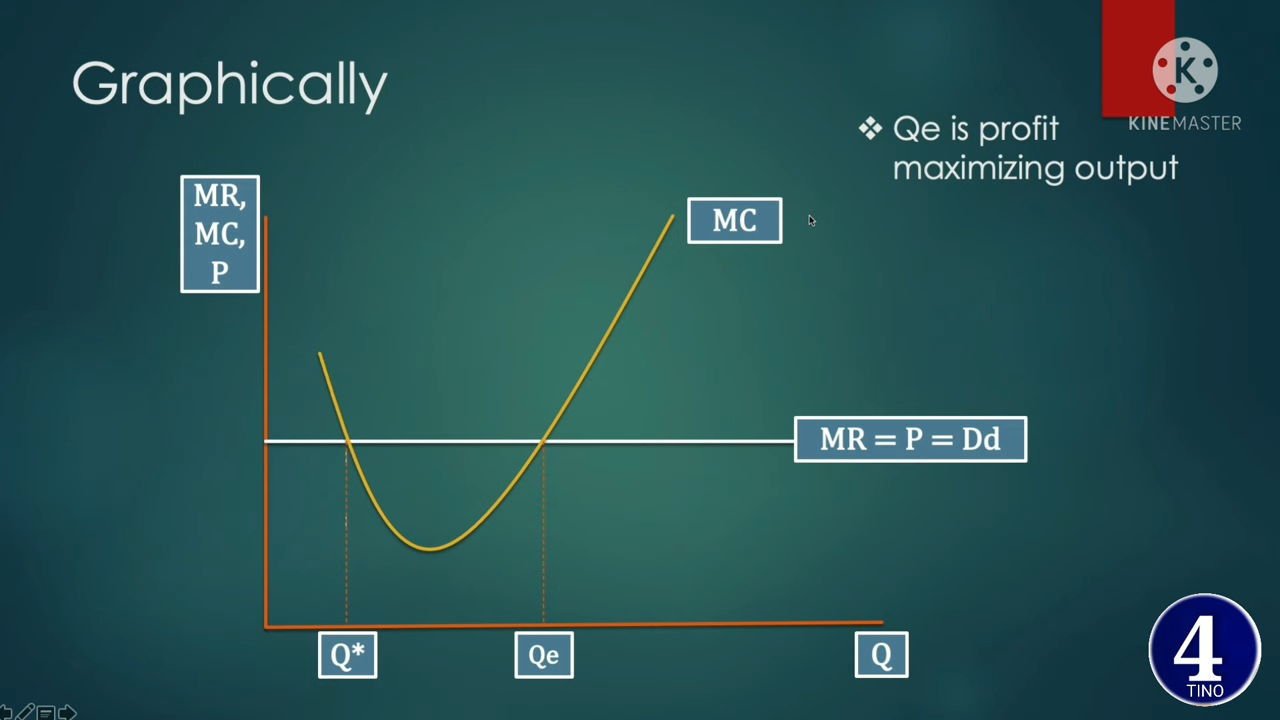 Graphically
K
KINEMASTER
❖ Qe is profit
maximizing output
MR,
MC,
P
MC
MR = P = Dd
Q*
Qe
Q
4
TINO